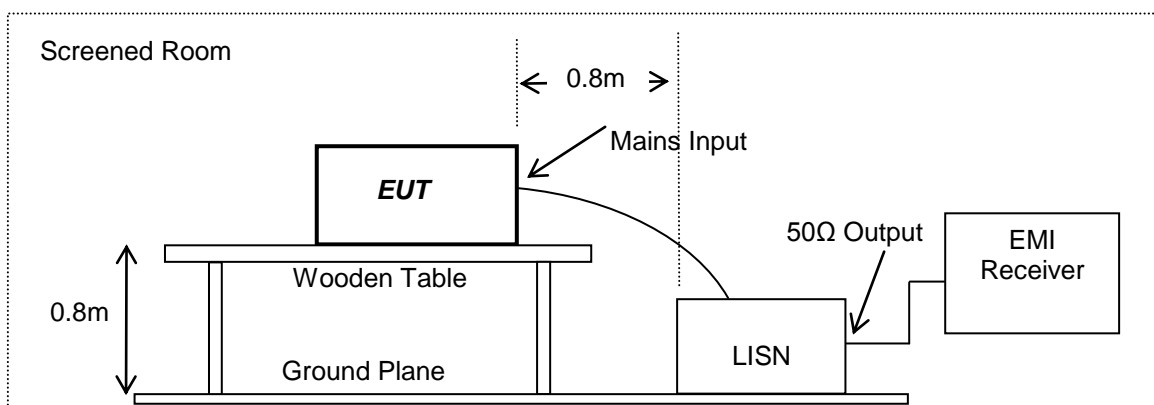 Screened Room
0.8m
Mains Input
EUT
50Ω Output
EMI
Receiver
Wooden Table
0.8m
LISN
Ground Plane